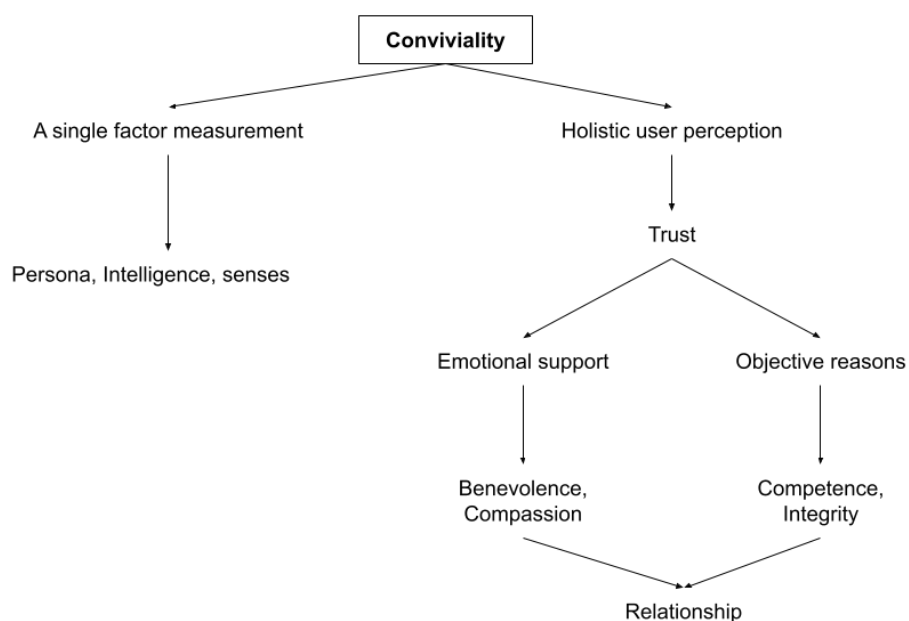 Conviviality
A single factor measurement
Holistic user perception
Trust
Persona, Intelligence, senses
Emotional support
Objective reasons
Benevolence,
Compassion
Competence,
Integrity
Relationship